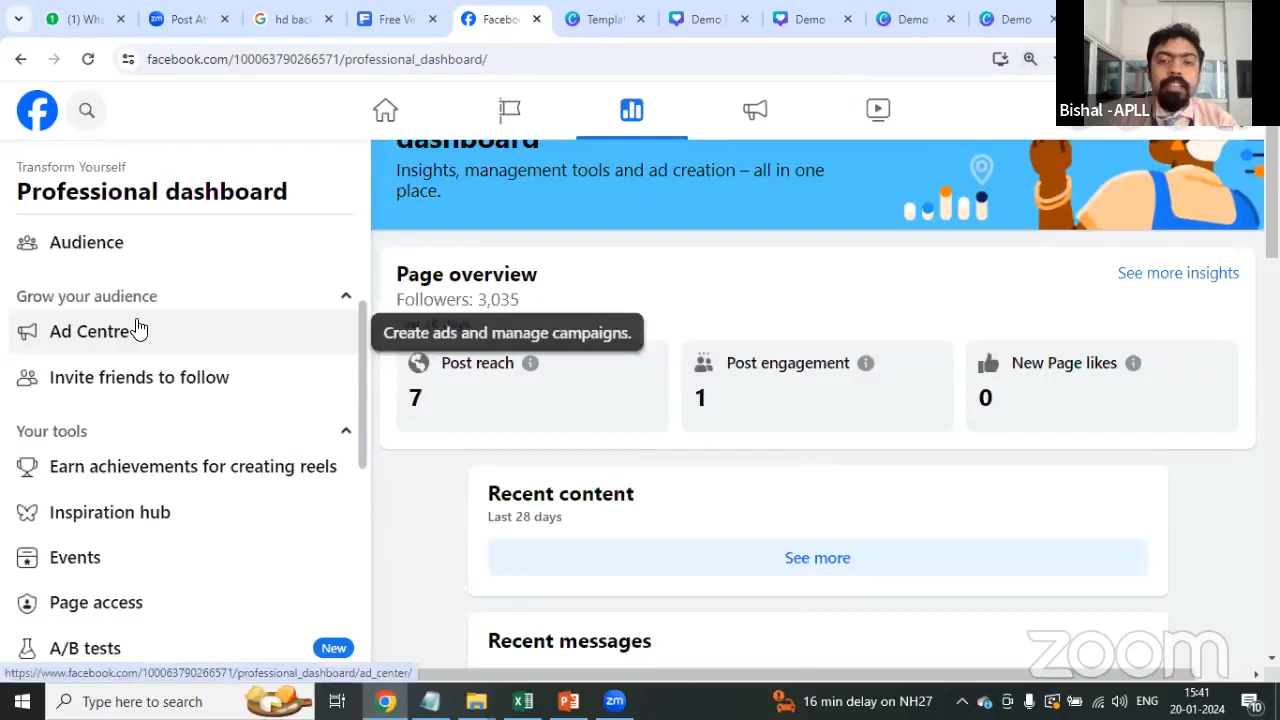 (1)
Post At
hd back
Free Ve
Facebo
Templat
Demo
Demo
Demo
Demo
facebook.com/100063790266571/professional_dashboard/
Bishal -APLL
Transform Yourself
Professional dashboard
Audience
Grow your audience
Ad Centre
Invite friends to follow
Your tools
Earn achievements for creating reels
Inspiration hub
Events
Page access
A/B tests
New
https://www.facebook.com/100063790266571/professional_dashboard/ad_center/
dashboard
Insights, management tools and ad creation – all in one
place.
Page overview
See more insights
Followers: 3,035
Create ads and manage campaigns.
Post reach
7
Post engagement
1
New Page likes
0
Recent content
Last 28 days
See more
Recent messages
zoom
Type here to search
zm
16 min delay on NH27
ENG
15:41
20-01-2024
10